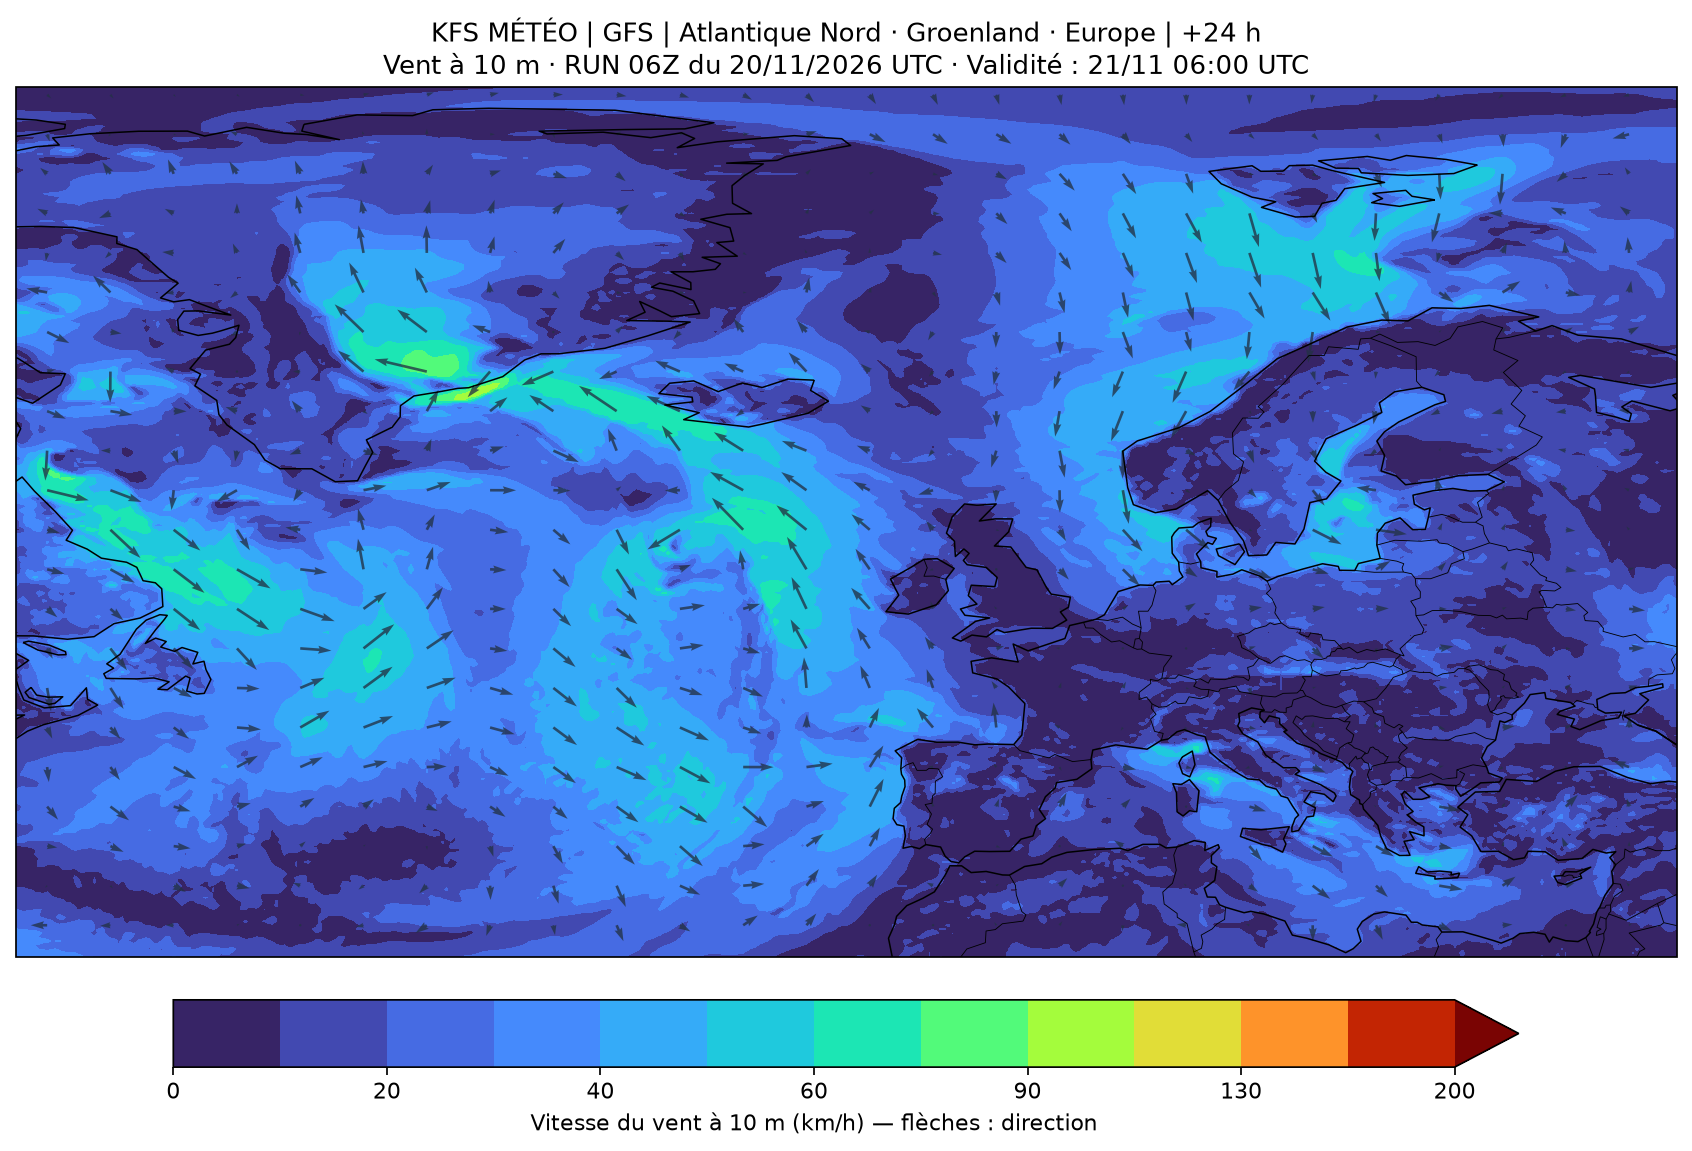 KFS MÉTÉO | GFS | Atlantique Nord · Groenland · Europe | +24 h
Vent à 10 m · RUN 06Z du 20/11/2026 UTC · Validité : 21/11 06:00 UTC
0 20 40 60 90 130 200
Vitesse du vent à 10 m (km/h) — flèches : direction